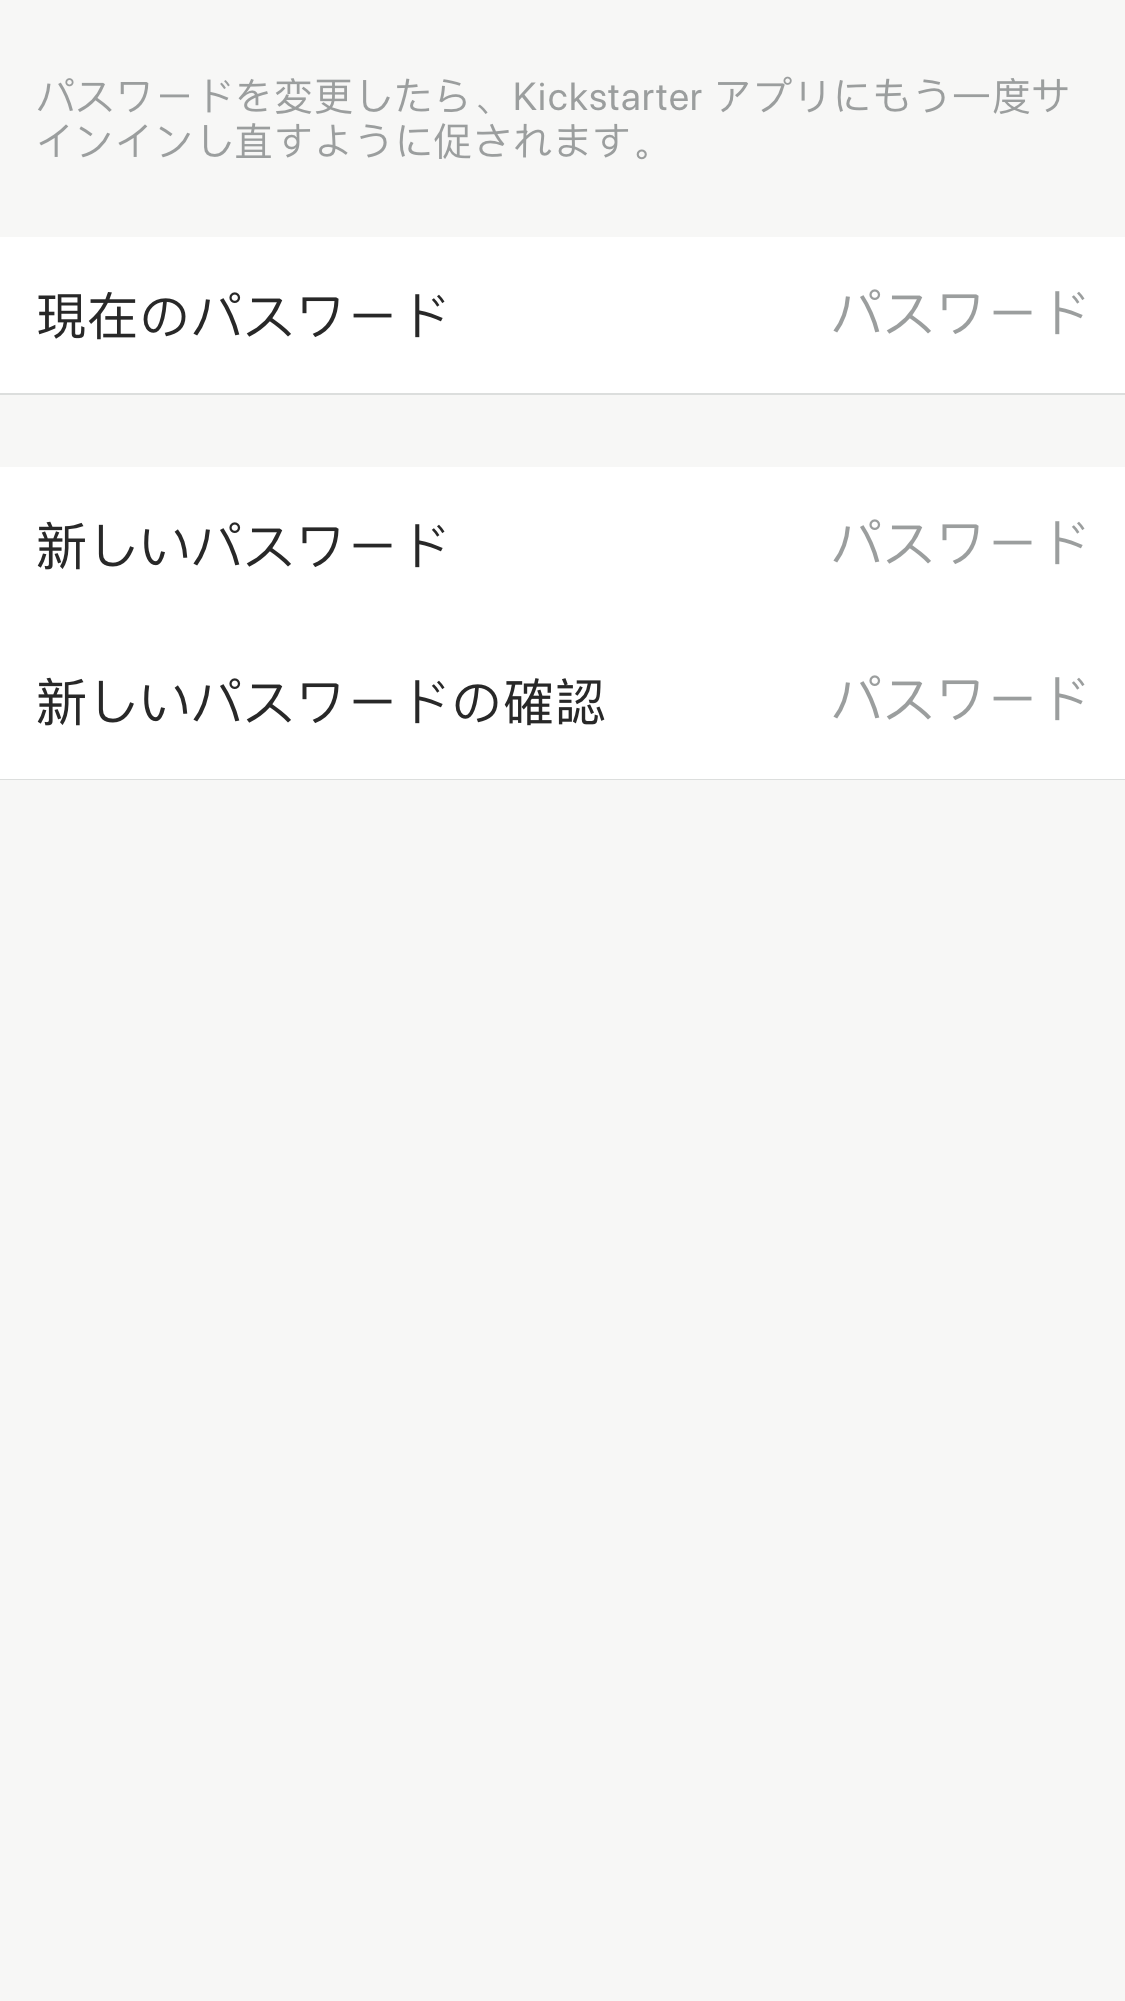 パスワードを変更したら、Kickstarter アプリにもう一度サ
インインし直すように促されます。
現在のパスワード パスワード
新しいパスワード パスワード
新しいパスワードの確認 パスワード